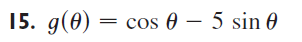 15. g(θ) = cos θ − 5 sin θ